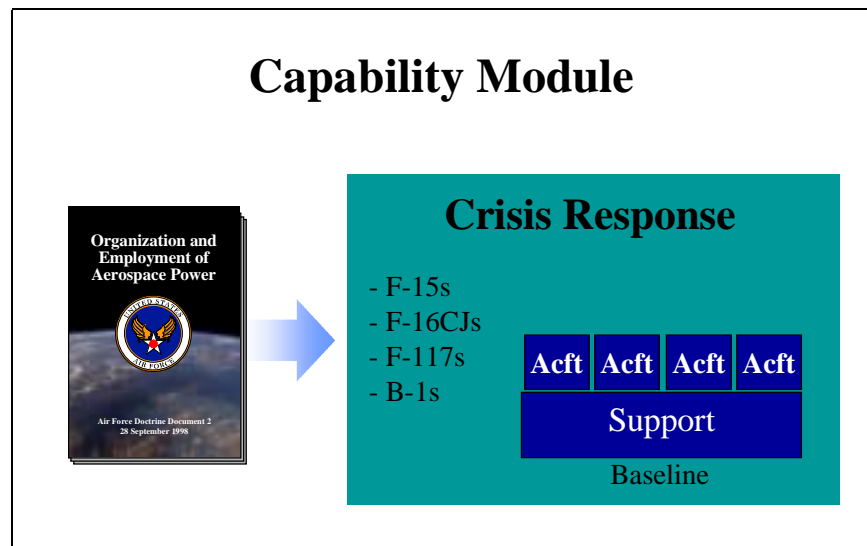 Capability Module
Organization and
Employment of
Aerospace Power
UNITED STATES
AIR FORCE
Air Force Doctrine Document 2
28 September 1998
Crisis Response
- F-15s
- F-16CJs
- F-117s
- B-1s
Acft Acft Acft Acft
Support
Baseline